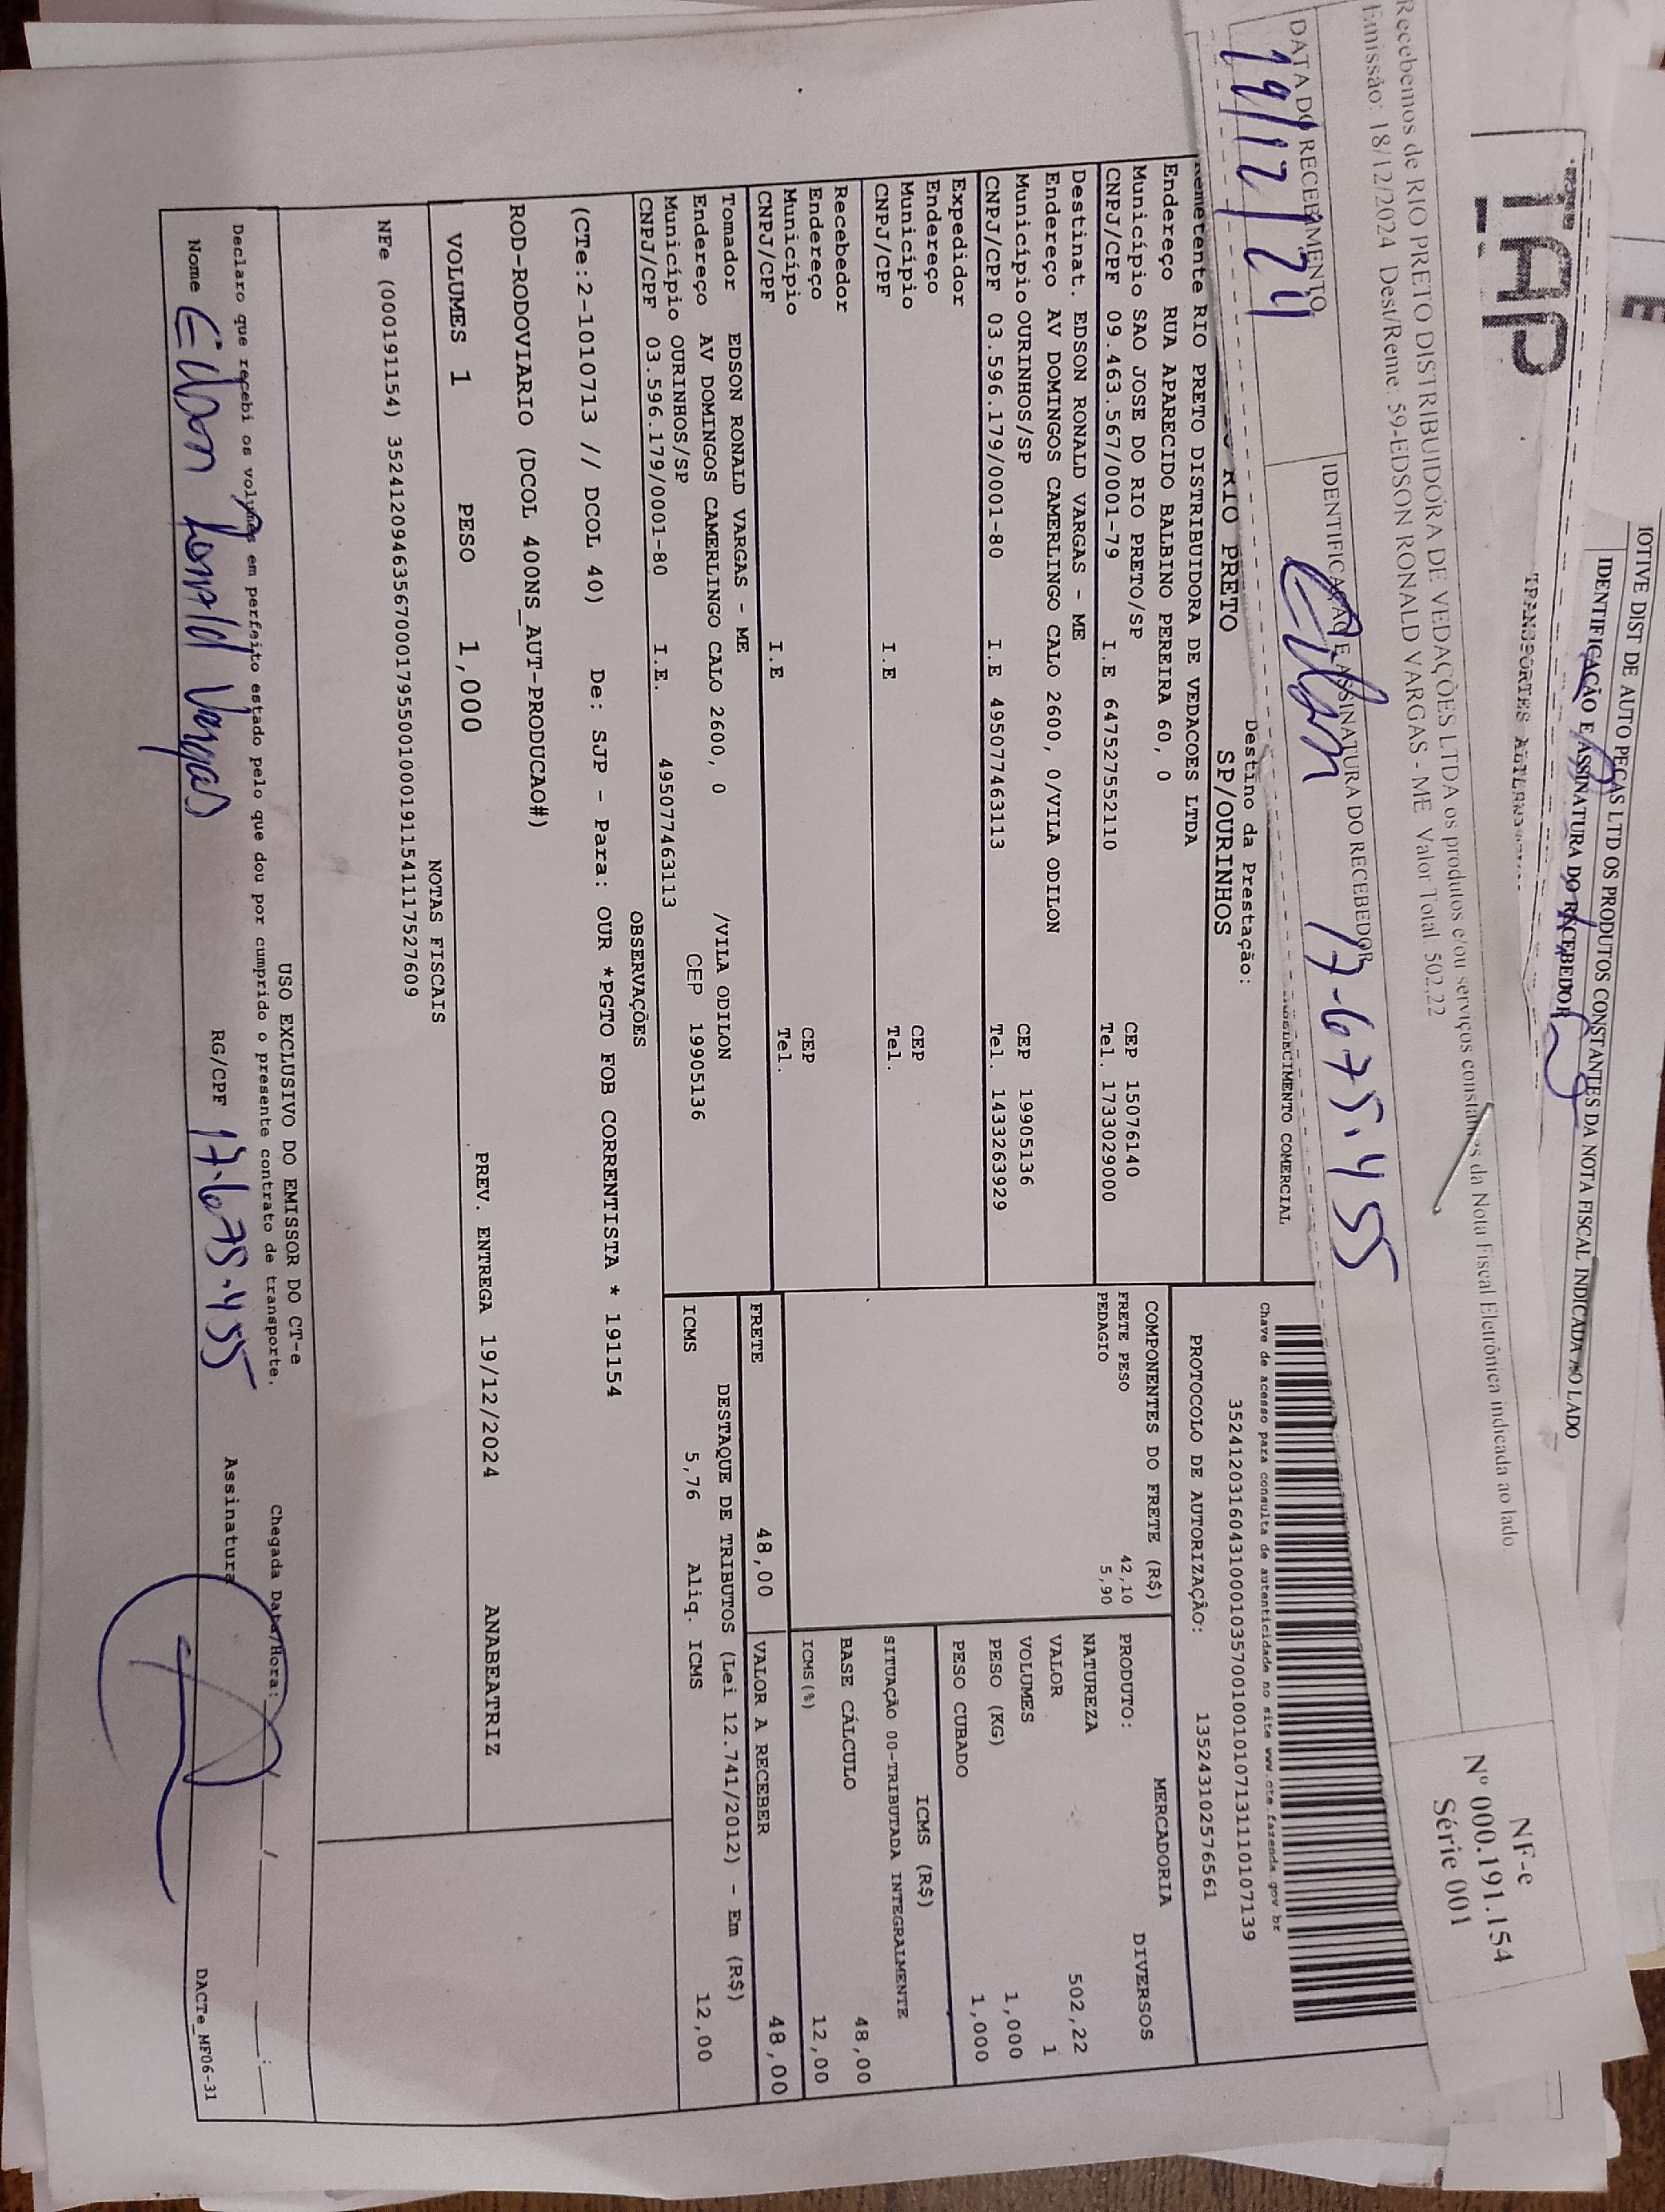 IOTIVE DIST DE AUTO PEÇAS LTD OS PRODUTOS CONSTANTES DA NOTA FISCAL INDICADA AO LADO
IDENTIFICAÇÃO E ASSINATURA DO RECEBEDOR
TAP
Recebemos de RIO PRETO DISTRIBUIDORA DE VEDAÇÕES LTDA os produtos e/ou serviços constantes da Nota Fiscal Eletrônica indicada ao lado.
Emissão: 18/12/2024 Dest/Reme: 59-EDSON RONALD VARGAS - ME Valor Total 502,22
NF-e
Nº 000.191.154
Série 001
DATA DO RECEBIMENTO
IDENTIFICAÇÃO E ASSINATURA DO RECEBEDOR
19/12/24 Edson 17-675.455
Chave de acesso para consulta de autenticidade no site www.cte.fazenda.gov.br
35241203160431000103570010010107131110107139
PROTOCOLO DE AUTORIZAÇÃO: 135243102576561
Destino da Prestação:
RIO PRETO SP/OURINHOS
Remetente RIO PRETO DISTRIBUIDORA DE VEDACOES LTDA
Endereço RUA APARECIDO BALBINO PEREIRA 60, 0
Município SAO JOSE DO RIO PRETO/SP CEP 15076140
CNPJ/CPF 09.463.567/0001-79 I.E 647527552110 Tel. 1733029000
Destinat. EDSON RONALD VARGAS - ME
Endereço AV DOMINGOS CAMERLINGO CALO 2600, 0/VILA ODILON
Município OURINHOS/SP CEP 19905136
CNPJ/CPF 03.596.179/0001-80 I.E 495077463113 Tel. 1433263929
Expedidor
Endereço
Município CEP
CNPJ/CPF I.E Tel.
Recebedor
Endereço
Município CEP
CNPJ/CPF I.E Tel.
Tomador EDSON RONALD VARGAS - ME
Endereço AV DOMINGOS CAMERLINGO CALO 2600, 0 /VILA ODILON
Município OURINHOS/SP CEP 19905136
CNPJ/CPF 03.596.179/0001-80 I.E. 495077463113
COMPONENTES DO FRETE (R$)
FRETE PESO 42,10
PEDAGIO 5,90
MERCADORIA
PRODUTO: DIVERSOS
NATUREZA
VALOR 502,22
VOLUMES 1
PESO (KG) 1,000
PESO CUBADO 1,000
ICMS (R$)
SITUAÇÃO 00-TRIBUTADA INTEGRALMENTE
BASE CÁLCULO 48,00
ICMS(%) 12,00
FRETE 48,00 VALOR A RECEBER 48,00
DESTAQUE DE TRIBUTOS (Lei 12.741/2012) - Em (R$)
ICMS 5,76 Aliq. ICMS 12,00
OBSERVAÇÕES
(CTe:2-1010713 // DCOL 40) De: SJP - Para: OUR *PGTO FOB CORRENTISTA * 191154
ROD-RODOVIARIO (DCOL 400NS_AUT-PRODUCAO#)
VOLUMES 1 PESO 1,000 PREV. ENTREGA 19/12/2024 ANABEATRIZ
NOTAS FISCAIS
NFe (000191154) 35241209463567000179550010001911541117527609
USO EXCLUSIVO DO EMISSOR DO CT-e
Declaro que recebi os volumes em perfeito estado pelo que dou por cumprido o presente contrato de transporte. Chegada Data/Hora: __/__/__ __:__
Nome Edson Ronald Vargas RG/CPF 17.675.455 Assinatura
DACTe_MF06-31